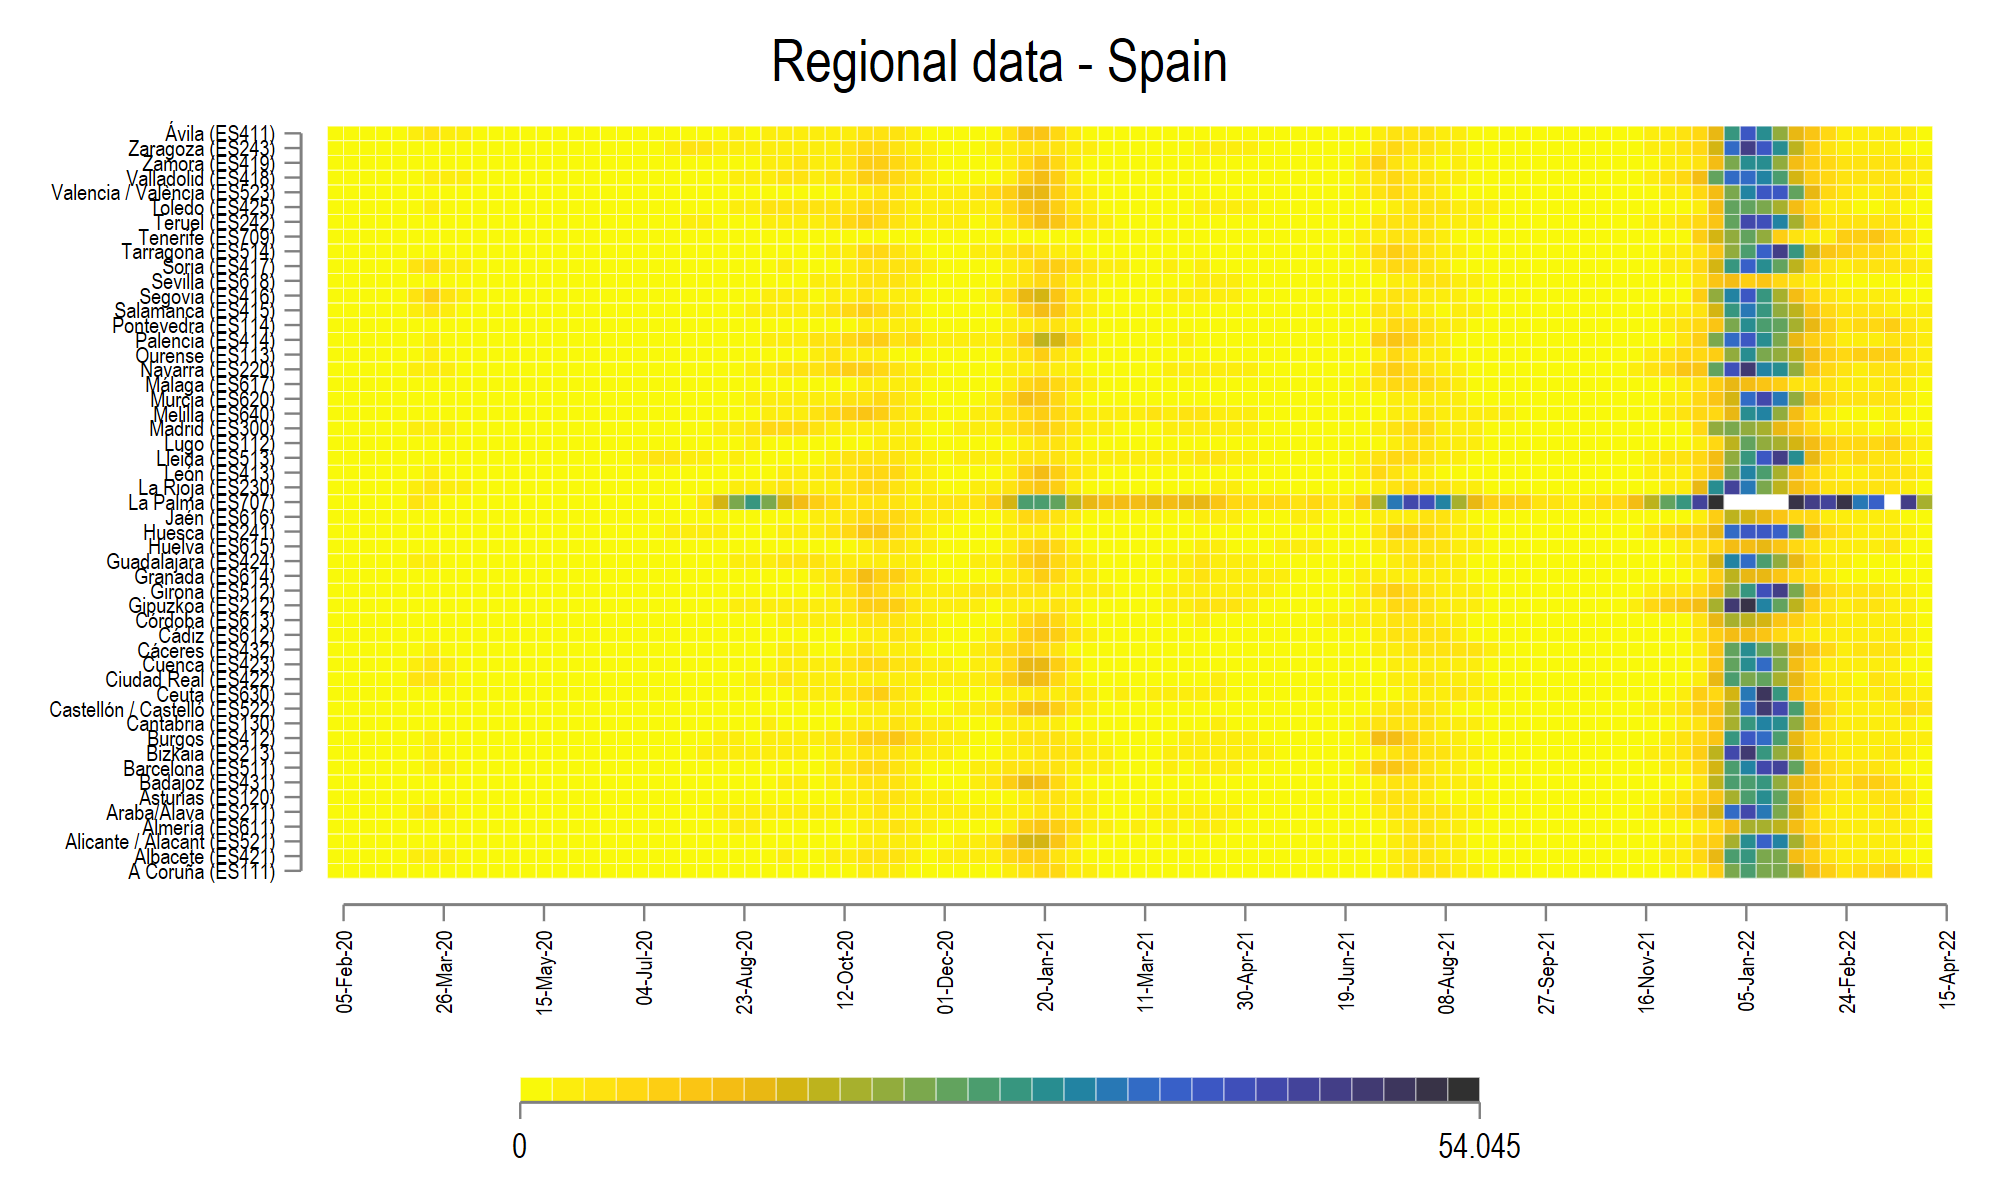 Regional data - Spain
Ávila (ES411)
Zaragoza (ES243)
Zamora (ES419)
Valladolid (ES418)
Valencia / València (ES523)
Toledo (ES425)
Teruel (ES242)
Tenerife (ES709)
Tarragona (ES514)
Soria (ES417)
Sevilla (ES618)
Segovia (ES416)
Salamanca (ES415)
Pontevedra (ES114)
Palencia (ES414)
Ourense (ES113)
Navarra (ES220)
Málaga (ES617)
Murcia (ES620)
Melilla (ES640)
Madrid (ES300)
Lugo (ES112)
Lleida (ES513)
León (ES413)
La Rioja (ES230)
La Palma (ES707)
Jaén (ES616)
Huesca (ES241)
Huelva (ES615)
Guadalajara (ES424)
Granada (ES614)
Girona (ES512)
Gipuzkoa (ES212)
Córdoba (ES613)
Cádiz (ES612)
Cáceres (ES432)
Cuenca (ES423)
Ciudad Real (ES422)
Ceuta (ES630)
Castellón / Castelló (ES522)
Cantabria (ES130)
Burgos (ES412)
Bizkaia (ES213)
Barcelona (ES511)
Badajoz (ES431)
Asturias (ES120)
Araba/Álava (ES211)
Almería (ES611)
Alicante / Alacant (ES521)
Albacete (ES421)
A Coruña (ES111)
05-Feb-20
26-Mar-20
15-May-20
04-Jul-20
23-Aug-20
12-Oct-20
01-Dec-20
20-Jan-21
11-Mar-21
30-Apr-21
19-Jun-21
08-Aug-21
27-Sep-21
16-Nov-21
05-Jan-22
24-Feb-22
15-Apr-22
0
54.045